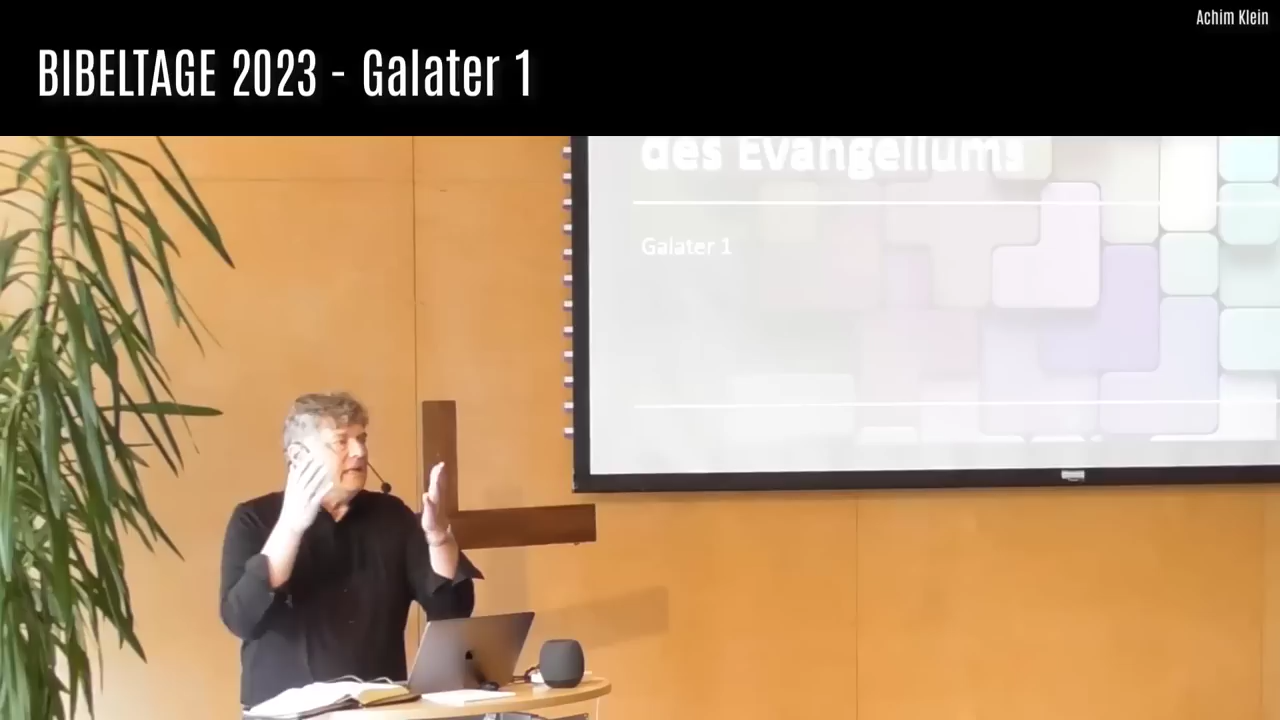 Achim Klein
BIBELTAGE 2023 - Galater 1
des Evangeliums
Galater 1